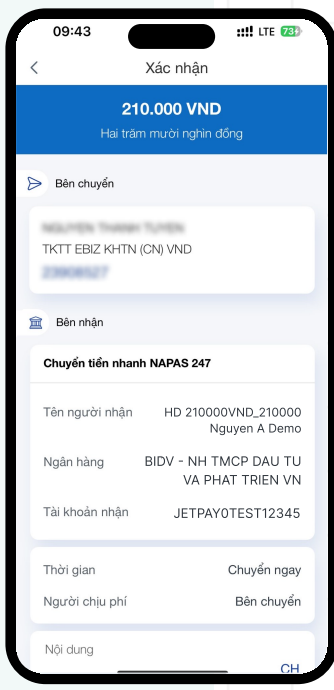 09:43
LTE 73
Xác nhận
210.000 VND
Hai trăm mười nghìn đồng
Bên chuyển
TKTT EBIZ KHTN (CN) VND
Bên nhận
Chuyển tiền nhanh NAPAS 247
Tên người nhận HD 210000VND_210000
Nguyen A Demo
Ngân hàng BIDV - NH TMCP DAU TU
VA PHAT TRIEN VN
Tài khoản nhận JETPAY0TEST12345
Thời gian Chuyển ngay
Người chịu phí Bên chuyển
Nội dung
CH